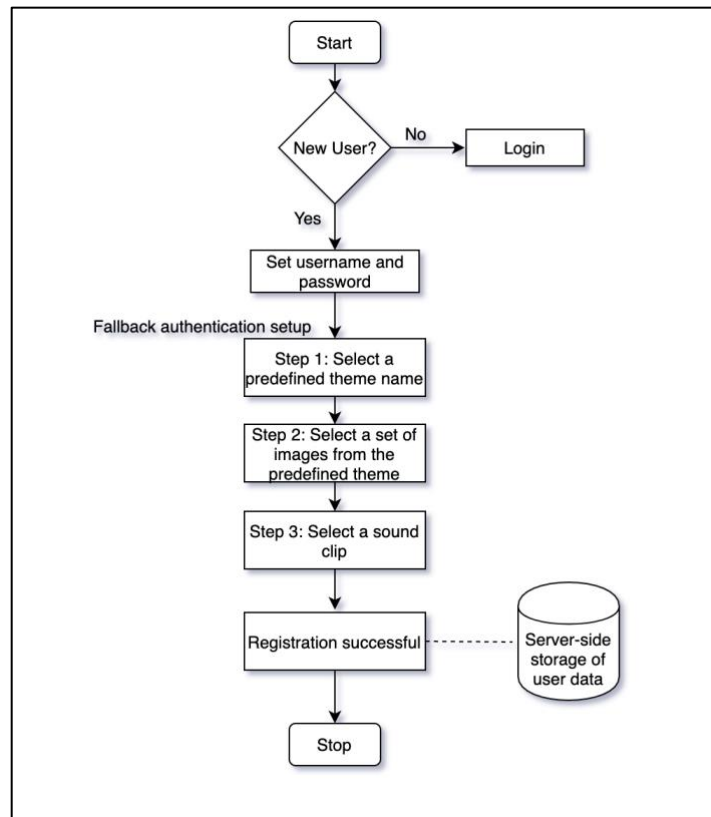 Start
New User?
No
Login
Yes
Set username and
password
Fallback authentication setup
Step 1: Select a
predefined theme name
Step 2: Select a set of
images from the
predefined theme
Step 3: Select a sound
clip
Registration successful
Server-side
storage of
user data
Stop